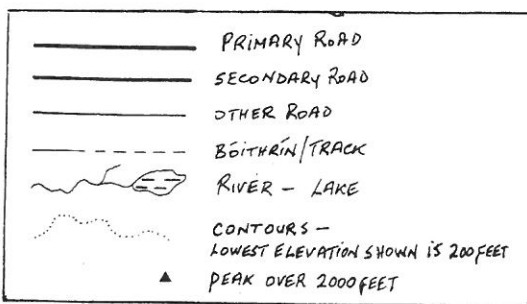 PRIMARY ROAD
SECONDARY ROAD
OTHER ROAD
BÓITHRÍN/TRACK
RIVER - LAKE
CONTOURS -
LOWEST ELEVATION SHOWN IS 200 FEET
PEAK OVER 2000 FEET